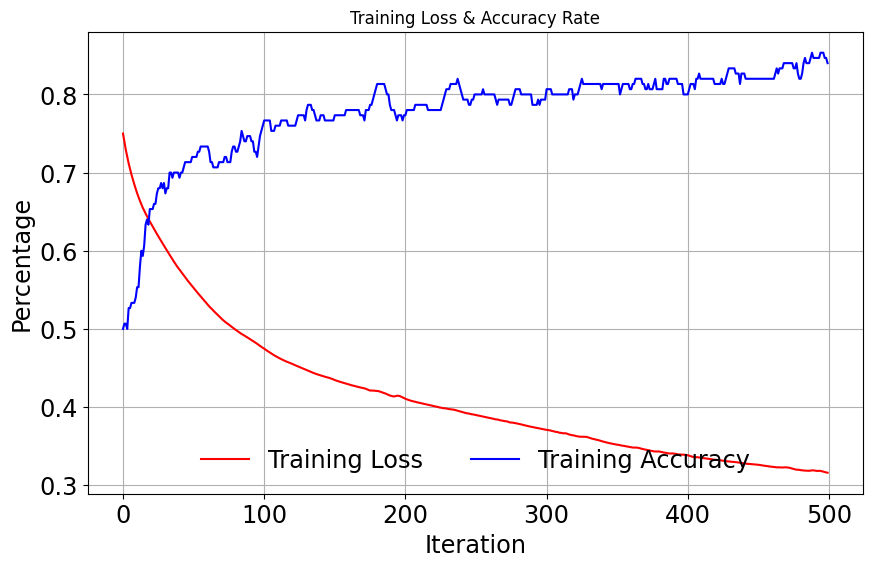 Training Loss & Accuracy Rate
Percentage
0.8
0.7
0.6
0.5
0.4
0.3
Training Loss Training Accuracy
0 100 200 300 400 500
Iteration